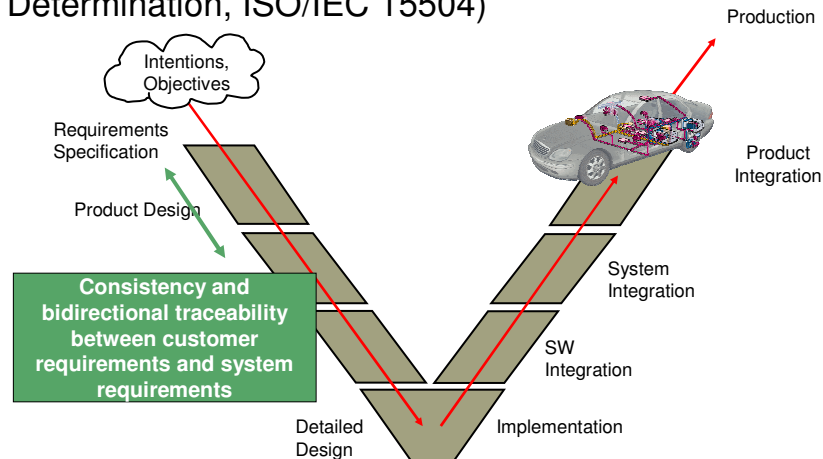 Determination, ISO/IEC 15504)
Production
Intentions,
Objectives
Requirements
Specification
Product
Integration
Product Design
System
Integration
Consistency and
bidirectional traceability
between customer
requirements and system
requirements
SW
Integration
Detailed
Design
Implementation